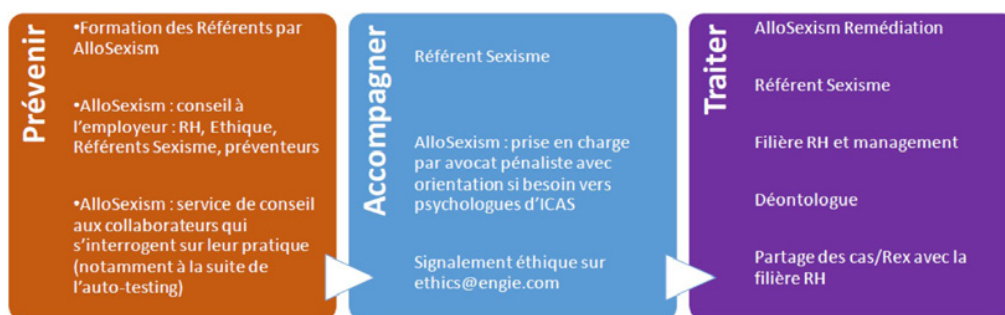 Prévenir
•Formation des Référents par
AlloSexism
•AlloSexism : conseil à
l'employeur : RH, Ethique,
Référents Sexisme, préventeurs
•AlloSexism : service de conseil
aux collaborateurs qui
s'interrogent sur leur pratique
(notamment à la suite de
l'auto-testing)
Accompagner
Référent Sexisme
AlloSexism : prise en charge
par avocat pénaliste avec
orientation si besoin vers
psychologues d'ICAS
Signalement éthique sur
ethics@engie.com
Traiter
AlloSexism Remédiation
Référent Sexisme
Filière RH et management
Déontologue
Partage des cas/Rex avec la
filière RH